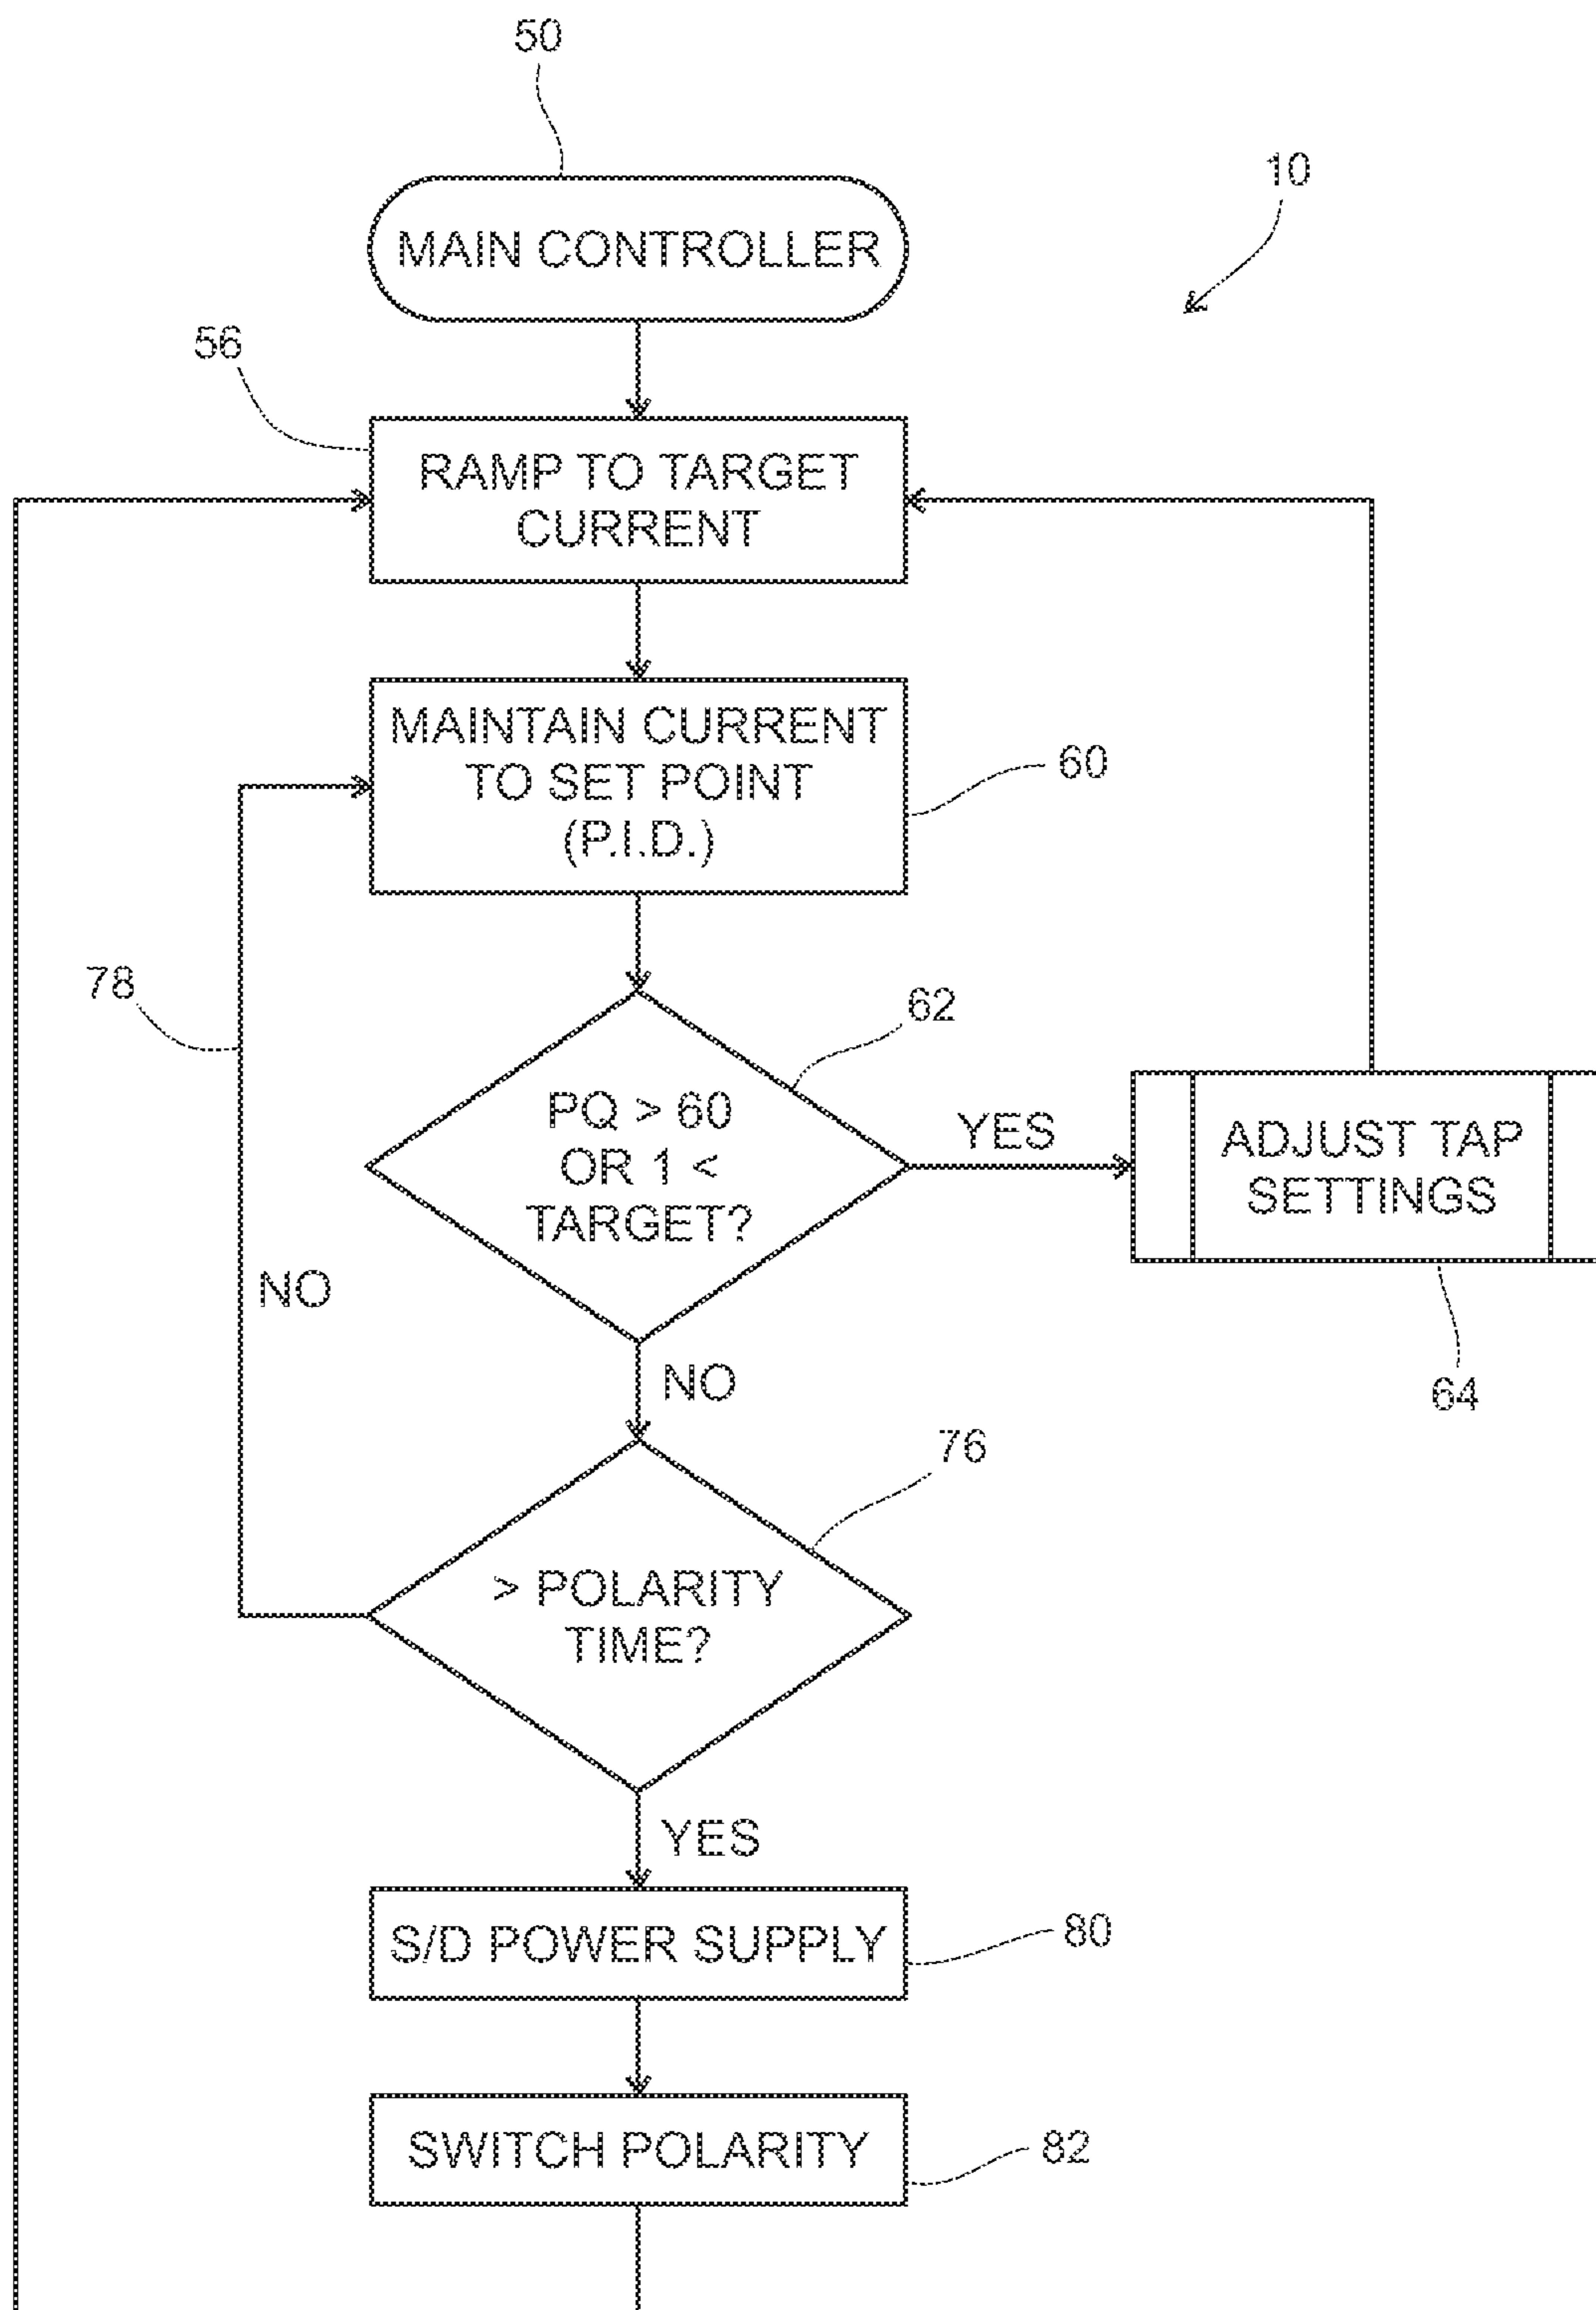 50
10
MAIN CONTROLLER
56
RAMP TO TARGET
CURRENT
MAINTAIN CURRENT
TO SET POINT
(P.I.D.)
60
78
62
PQ > 60
OR 1 <
TARGET?
YES
ADJUST TAP
SETTINGS
NO
64
NO
76
> POLARITY
TIME?
YES
S/D POWER SUPPLY
80
SWITCH POLARITY
82